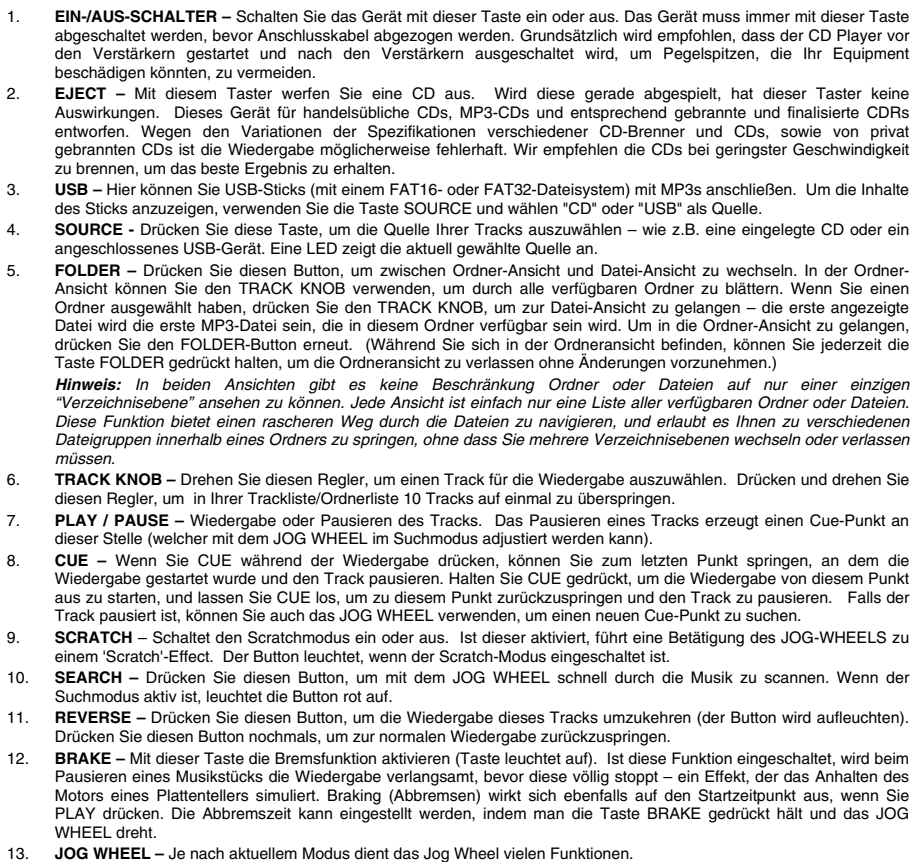 1. EIN-/AUS-SCHALTER – Schalten Sie das Gerät mit dieser Taste ein oder aus. Das Gerät muss immer mit dieser Taste
abgeschaltet werden, bevor Anschlusskabel abgezogen werden. Grundsätzlich wird empfohlen, dass der CD Player vor
den Verstärkern gestartet und nach den Verstärkern ausgeschaltet wird, um Pegelspitzen, die Ihr Equipment
beschädigen könnten, zu vermeiden.
2. EJECT – Mit diesem Taster werfen Sie eine CD aus. Wird diese gerade abgespielt, hat dieser Taster keine
Auswirkungen. Dieses Gerät für handelsübliche CDs, MP3-CDs und entsprechend gebrannte und finalisierte CDRs
entworfen. Wegen den Variationen der Spezifikationen verschiedener CD-Brenner und CDs, sowie von privat
gebrannten CDs ist die Wiedergabe möglicherweise fehlerhaft. Wir empfehlen die CDs bei geringster Geschwindigkeit
zu brennen, um das beste Ergebnis zu erhalten.
3. USB – Hier können Sie USB-Sticks (mit einem FAT16- oder FAT32-Dateisystem) mit MP3s anschließen. Um die Inhalte
des Sticks anzuzeigen, verwenden Sie die Taste SOURCE und wählen "CD" oder "USB" als Quelle.
4. SOURCE - Drücken Sie diese Taste, um die Quelle Ihrer Tracks auszuwählen – wie z.B. eine eingelegte CD oder ein
angeschlossenes USB-Gerät. Eine LED zeigt die aktuell gewählte Quelle an.
5. FOLDER – Drücken Sie diesen Button, um zwischen Ordner-Ansicht und Datei-Ansicht zu wechseln. In der Ordner-
Ansicht können Sie den TRACK KNOB verwenden, um durch alle verfügbaren Ordner zu blättern. Wenn Sie einen
Ordner ausgewählt haben, drücken Sie den TRACK KNOB, um zur Datei-Ansicht zu gelangen – die erste angezeigte
Datei wird die erste MP3-Datei sein, die in diesem Ordner verfügbar sein wird. Um in die Ordner-Ansicht zu gelangen,
drücken Sie den FOLDER-Button erneut. (Während Sie sich in der Ordneransicht befinden, können Sie jederzeit die
Taste FOLDER gedrückt halten, um die Ordneransicht zu verlassen ohne Änderungen vorzunehmen.)
Hinweis: In beiden Ansichten gibt es keine Beschränkung Ordner oder Dateien auf nur einer einzigen
“Verzeichnisebene” ansehen zu können. Jede Ansicht ist einfach nur eine Liste aller verfügbaren Ordner oder Dateien.
Diese Funktion bietet einen rascheren Weg durch die Dateien zu navigieren, und erlaubt es Ihnen zu verschiedenen
Dateigruppen innerhalb eines Ordners zu springen, ohne dass Sie mehrere Verzeichnisebenen wechseln oder verlassen
müssen.
6. TRACK KNOB – Drehen Sie diesen Regler, um einen Track für die Wiedergabe auszuwählen. Drücken und drehen Sie
diesen Regler, um in Ihrer Trackliste/Ordnerliste 10 Tracks auf einmal zu überspringen.
7. PLAY / PAUSE – Wiedergabe oder Pausieren des Tracks. Das Pausieren eines Tracks erzeugt einen Cue-Punkt an
dieser Stelle (welcher mit dem JOG WHEEL im Suchmodus adjustiert werden kann).
8. CUE – Wenn Sie CUE während der Wiedergabe drücken, können Sie zum letzten Punkt springen, an dem die
Wiedergabe gestartet wurde und den Track pausieren. Halten Sie CUE gedrückt, um die Wiedergabe von diesem Punkt
aus zu starten, und lassen Sie CUE los, um zu diesem Punkt zurückzuspringen und den Track zu pausieren. Falls der
Track pausiert ist, können Sie auch das JOG WHEEL verwenden, um einen neuen Cue-Punkt zu suchen.
9. SCRATCH – Schaltet den Scratchmodus ein oder aus. Ist dieser aktiviert, führt eine Betätigung des JOG-WHEELS zu
einem 'Scratch'-Effect. Der Button leuchtet, wenn der Scratch-Modus eingeschaltet ist.
10. SEARCH – Drücken Sie diesen Button, um mit dem JOG WHEEL schnell durch die Musik zu scannen. Wenn der
Suchmodus aktiv ist, leuchtet die Button rot auf.
11. REVERSE – Drücken Sie diesen Button, um die Wiedergabe dieses Tracks umzukehren (der Button wird aufleuchten).
Drücken Sie diesen Button nochmals, um zur normalen Wiedergabe zurückzuspringen.
12. BRAKE – Mit dieser Taste die Bremsfunktion aktivieren (Taste leuchtet auf). Ist diese Funktion eingeschaltet, wird beim
Pausieren eines Musikstücks die Wiedergabe verlangsamt, bevor diese völlig stoppt – ein Effekt, der das Anhalten des
Motors eines Plattentellers simuliert. Braking (Abbremsen) wirkt sich ebenfalls auf den Startzeitpunkt aus, wenn Sie
PLAY drücken. Die Abbremszeit kann eingestellt werden, indem man die Taste BRAKE gedrückt hält und das JOG
WHEEL dreht.
13. JOG WHEEL – Je nach aktuellem Modus dient das Jog Wheel vielen Funktionen.